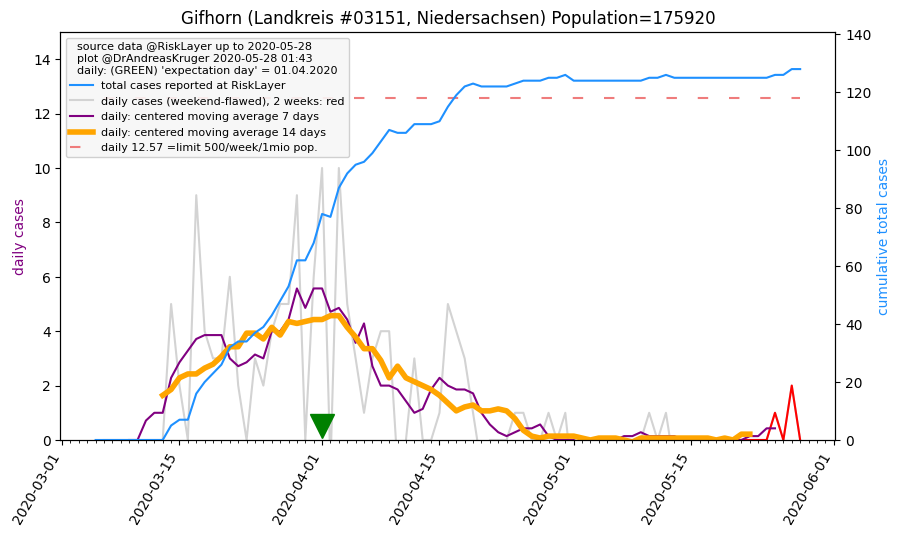 Gifhorn (Landkreis #03151, Niedersachsen) Population=175920
source data @RiskLayer up to 2020-05-28
plot @DrAndreasKruger 2020-05-28 01:43
daily: (GREEN) 'expectation day' = 01.04.2020
total cases reported at RiskLayer
daily cases (weekend-flawed), 2 weeks: red
daily: centered moving average 7 days
daily: centered moving average 14 days
daily 12.57 =limit 500/week/1mio pop.
daily cases
14
12
10
8
6
4
2
0
cumulative total cases
140
120
100
80
60
40
20
0
2020-03-01
2020-03-15
2020-04-01
2020-04-15
2020-05-01
2020-05-15
2020-06-01